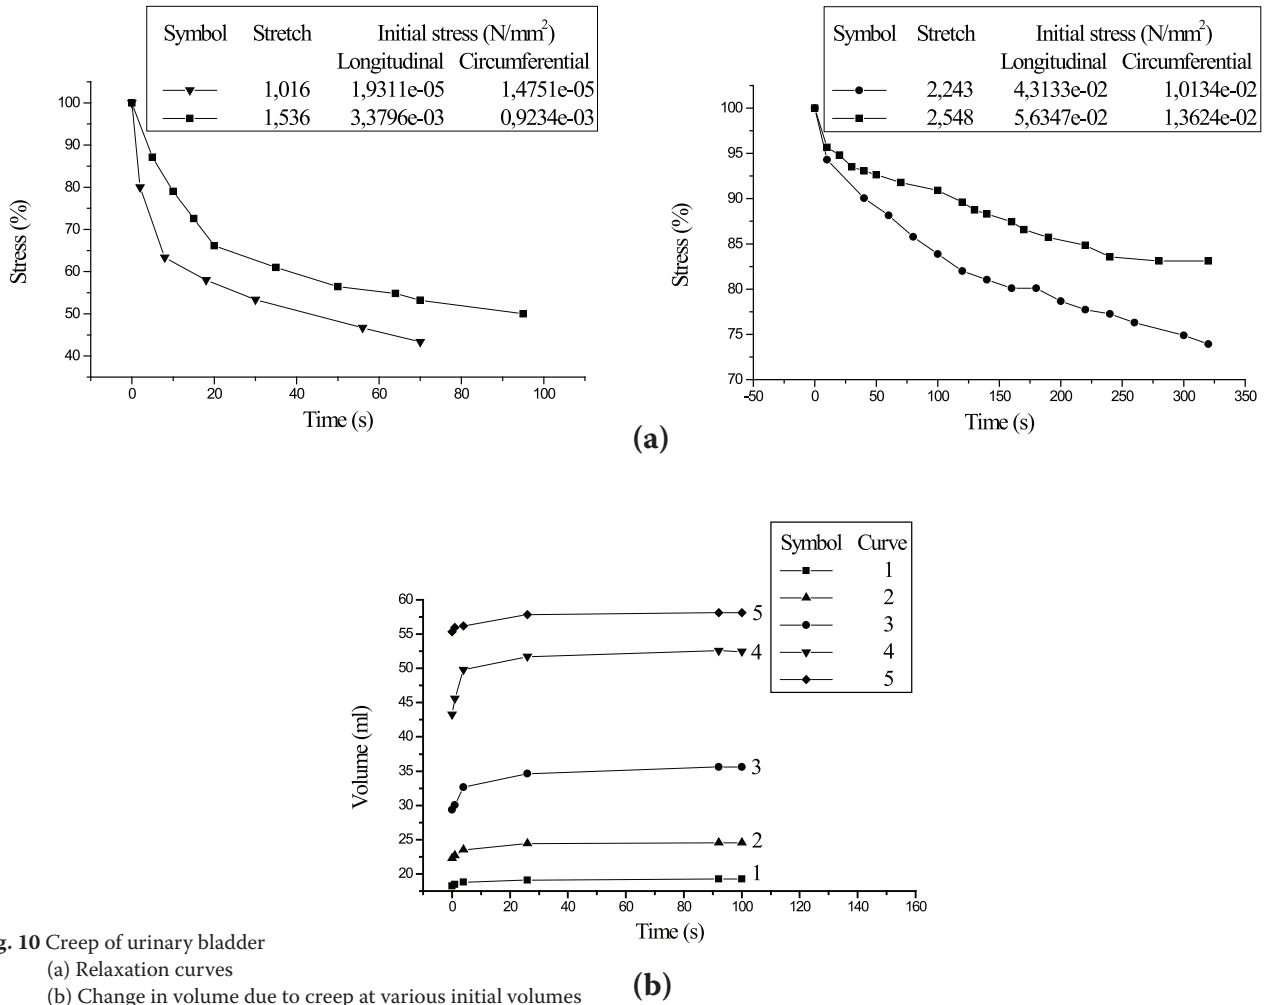 Symbol Stretch Initial stress (N/mm²)
Longitudinal Circumferential
1,016 1,9311e-05 1,4751e-05
1,536 3,3796e-03 0,9234e-03
100
90
80
70
60
50
40
Stress (%)
0 20 40 60 80 100
Time (s)
Symbol Stretch Initial stress (N/mm²)
Longitudinal Circumferential
2,243 4,3133e-02 1,0134e-02
2,548 5,6347e-02 1,3624e-02
100
95
90
85
80
75
70
Stress (%)
-50 0 50 100 150 200 250 300 350
Time (s)
(a)
Symbol Curve
1
2
3
4
5
60
55
50
45
40
35
30
25
20
Volume (ml)
5
4
3
2
1
0 20 40 60 80 100 120 140 160
Time (s)
(b)
g. 10 Creep of urinary bladder
(a) Relaxation curves
(b) Change in volume due to creep at various initial volumes